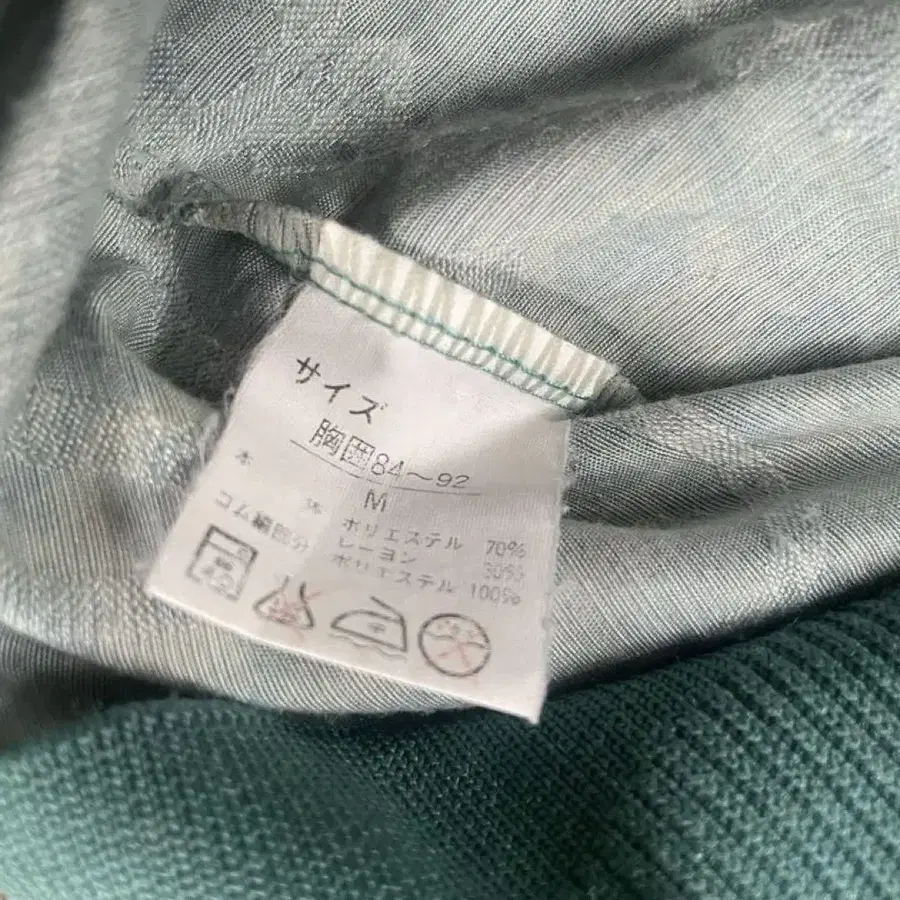 サイズ
胸囲84〜92
M
本体 ポリエステル 70%
レーヨン 30%
ゴム編部分 ポリエステル 100%